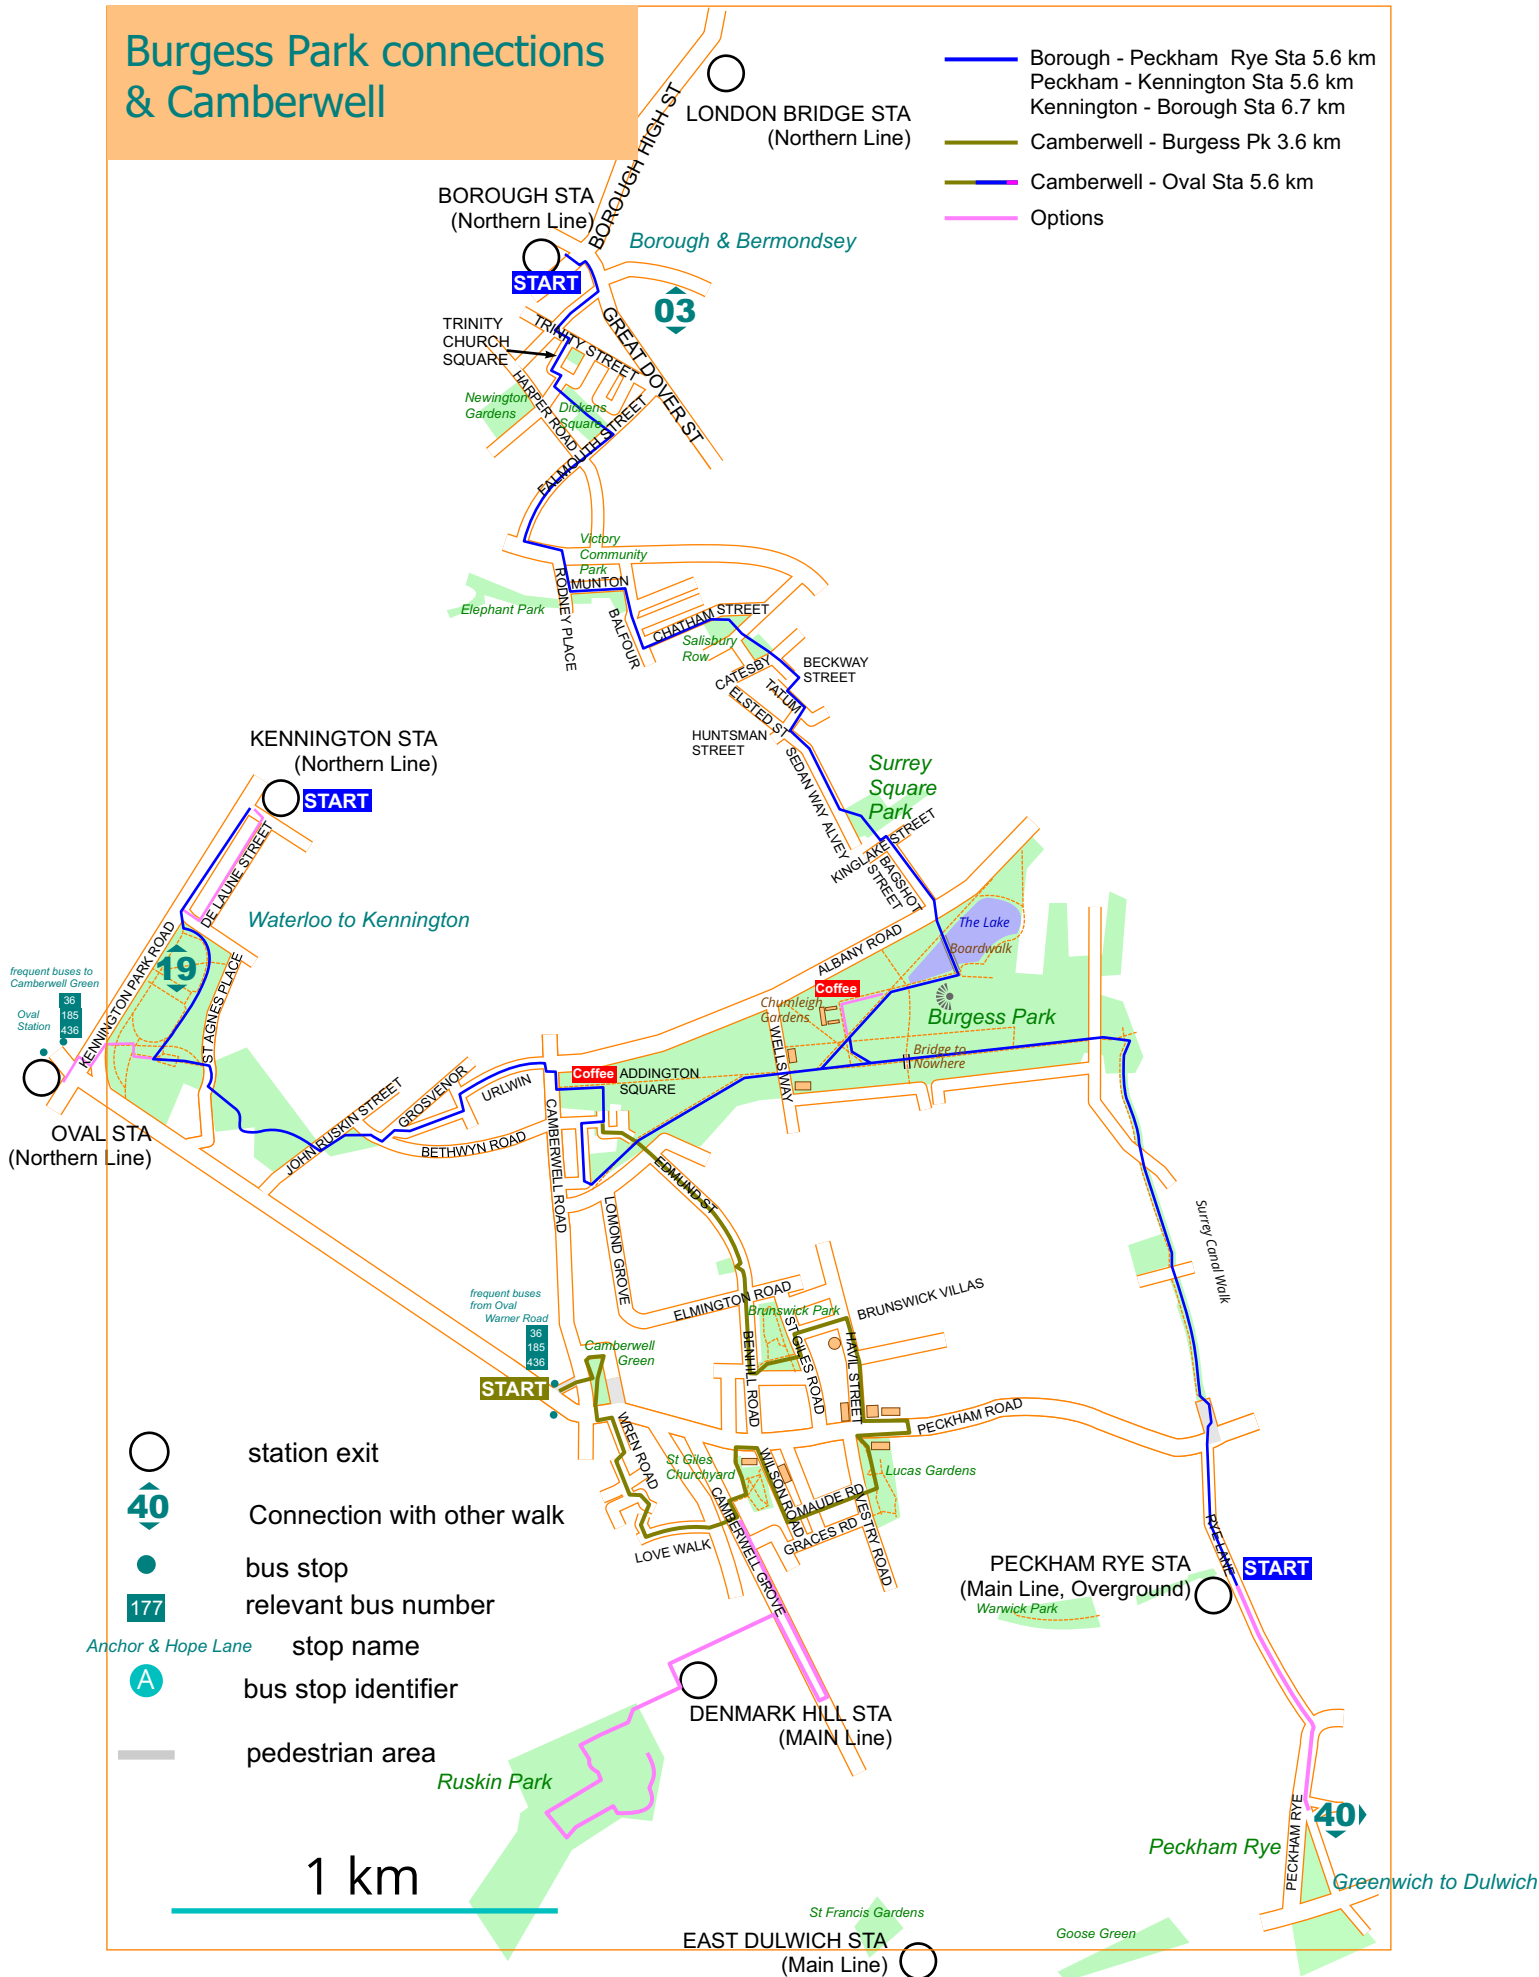 Burgess Park connections
& Camberwell
Borough - Peckham  Rye Sta 5.6 km
Peckham - Kennington Sta 5.6 km
Kennington - Borough Sta 6.7 km
Camberwell - Burgess Pk 3.6 km
Camberwell - Oval Sta 5.6 km
Options
LONDON BRIDGE STA
(Northern Line)
BOROUGH HIGH ST
BOROUGH STA
(Northern Line)
START
Borough & Bermondsey
03
TRINITY
CHURCH
SQUARE
TRINITY STREET
GREAT DOVER ST
HARPER ROAD
Newington
Gardens
Dickens
Square
FALMOUTH STREET
Victory
Community
Park
MUNTON
RODNEY PLACE
Elephant Park
BALFOUR
CHATHAM STREET
Salisbury
Row
CATESBY
BECKWAY
STREET
TATUM
ELSTED ST
HUNTSMAN
STREET
SEDAN WAY ALVEY
Surrey
Square
Park
KINGLAKE STREET
BAGSHOT
STREET
KENNINGTON STA
(Northern Line)
START
DE LAUNE STREET
Waterloo to Kennington
19
KENNINGTON PARK ROAD
ST AGNES PLACE
frequent buses to
Camberwell Green
36
185
436
Oval
Station
OVAL STA
(Northern Line)
The Lake
Boardwalk
ALBANY ROAD
Coffee
Chumleigh
Gardens
Burgess Park
Bridge to
Nowhere
WELLS WAY
Coffee
ADDINGTON
SQUARE
JOHN RUSKIN STREET
GROSVENOR
URLWIN
BETHWYN ROAD
CAMBERWELL ROAD
EDMUND ST
LOMOND GROVE
Surrey Canal Walk
ELMINGTON ROAD
Brunswick Park
BRUNSWICK VILLAS
frequent buses
from Oval
Warner Road
36
185
436
Camberwell
Green
START
BENHILL ROAD
ST GILES ROAD
HAVIL STREET
PECKHAM ROAD
WREN ROAD
St Giles
Churchyard
WILSON ROAD
Lucas Gardens
MAUDE RD
GRACES RD
VESTRY ROAD
LOVE WALK
CAMBERWELL GROVE
RYE LANE
PECKHAM RYE STA
(Main Line, Overground)
START
Warwick Park
DENMARK HILL STA
(MAIN Line)
Ruskin Park
PECKHAM RYE
Peckham Rye
40
Greenwich to Dulwich
St Francis Gardens
Goose Green
EAST DULWICH STA
(Main Line)
station exit
40
Connection with other walk
bus stop
177
relevant bus number
Anchor & Hope Lane
stop name
A
bus stop identifier
pedestrian area
1 km